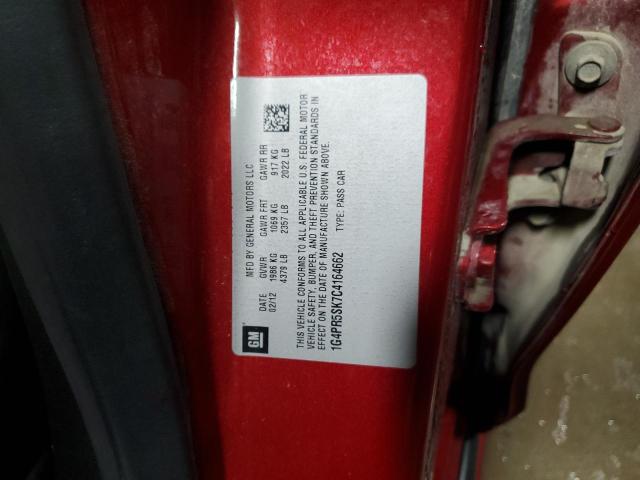 GM
MFD BY GENERAL MOTORS LLC
DATE GVWR GAWR FRT GAWR RR
02/12 1986 KG 1069 KG 917 KG
4379 LB 2357 LB 2022 LB
THIS VEHICLE CONFORMS TO ALL APPLICABLE U.S. FEDERAL MOTOR
VEHICLE SAFETY, BUMPER, AND THEFT PREVENTION STANDARDS IN
EFFECT ON THE DATE OF MANUFACTURE SHOWN ABOVE.
1G4PR5SK7C4164662 TYPE: PASS CAR